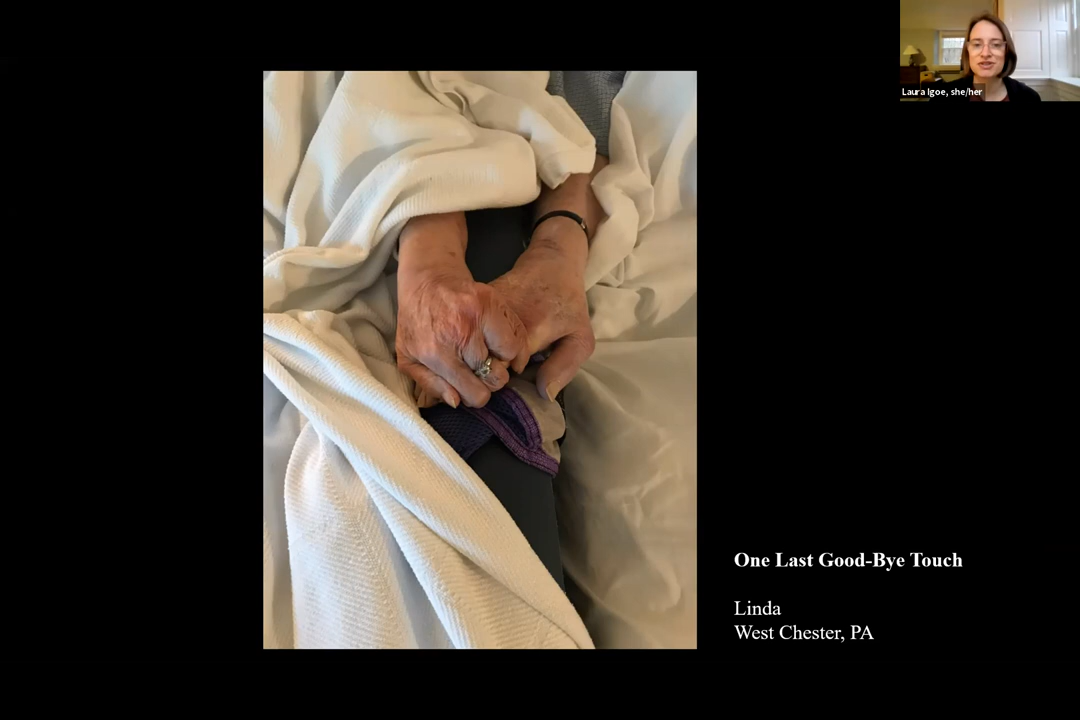 Laura Igoe, she/her
One Last Good-Bye Touch
Linda
West Chester, PA